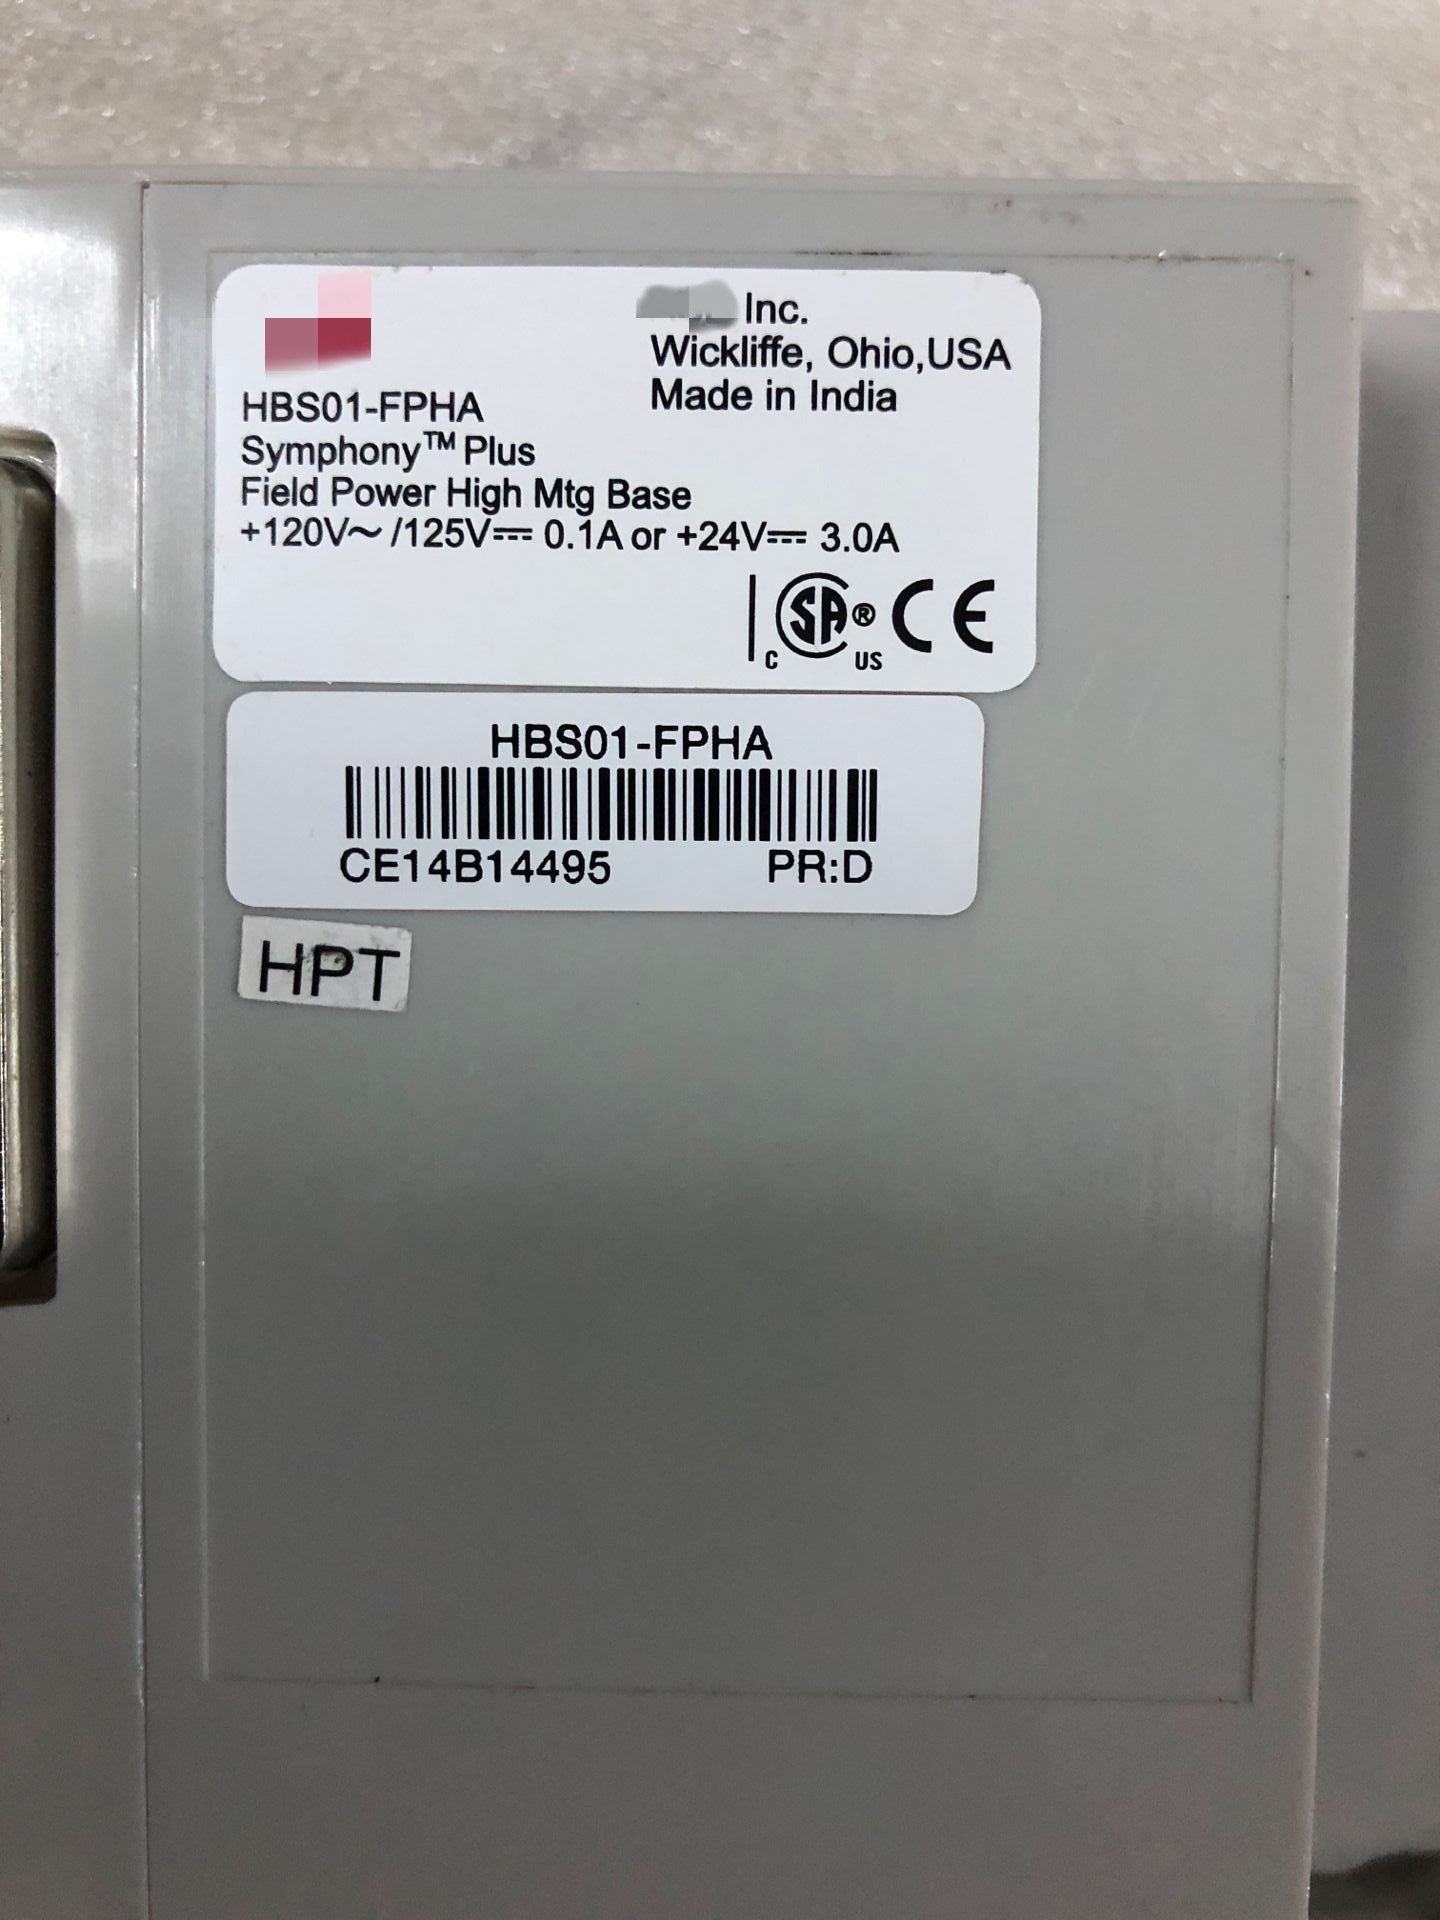 Inc.
Wickliffe, Ohio,USA
Made in India
HBS01-FPHA
Symphony™ Plus
Field Power High Mtg Base
+120V~ /125V⎓ 0.1A or +24V⎓ 3.0A
C SA® US CE
HBS01-FPHA
CE14B14495 PR:D
HPT